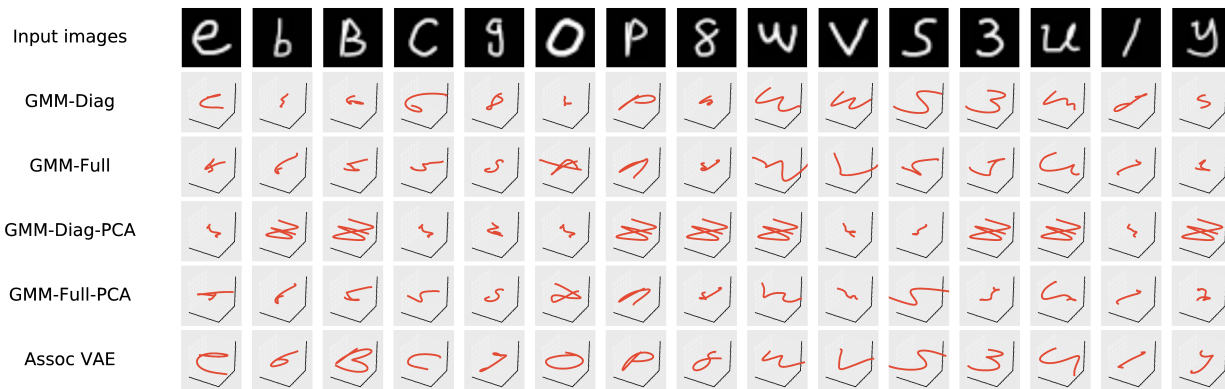 Input images e b B C g O p 8 w V S 3 u / y
GMM-Diag
GMM-Full
GMM-Diag-PCA
GMM-Full-PCA
Assoc VAE